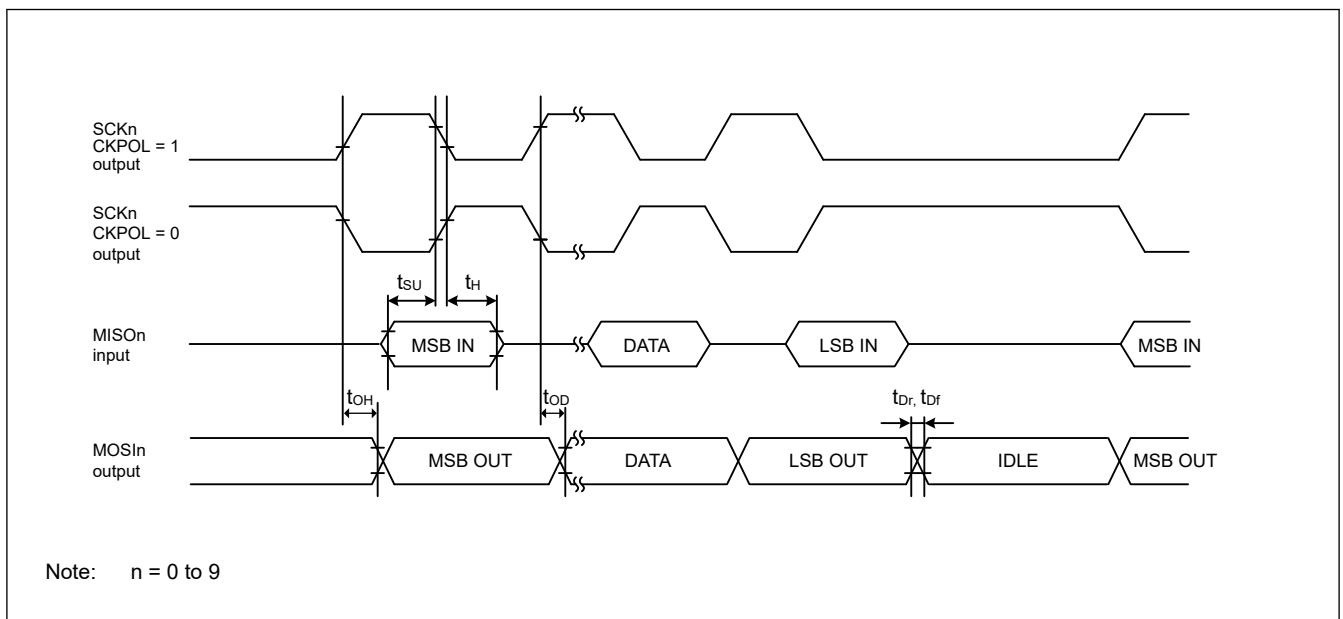 SCKn
CKPOL = 1
output
SCKn
CKPOL = 0
output
tSU
tH
MISOn
input
MSB IN
DATA
LSB IN
MSB IN
tOH
tOD
tDr, tDf
MOSIn
output
MSB OUT
DATA
LSB OUT
IDLE
MSB OUT
Note: n = 0 to 9